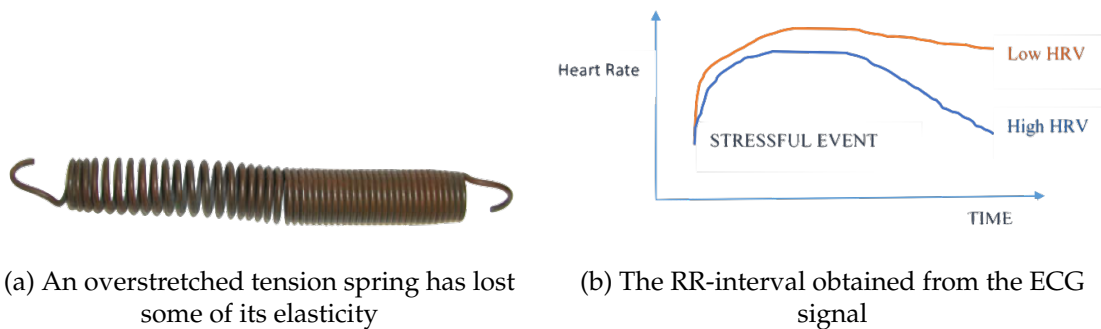 Heart Rate
Low HRV
High HRV
STRESSFUL EVENT
TIME
(a) An overstretched tension spring has lost
some of its elasticity
(b) The RR-interval obtained from the ECG
signal